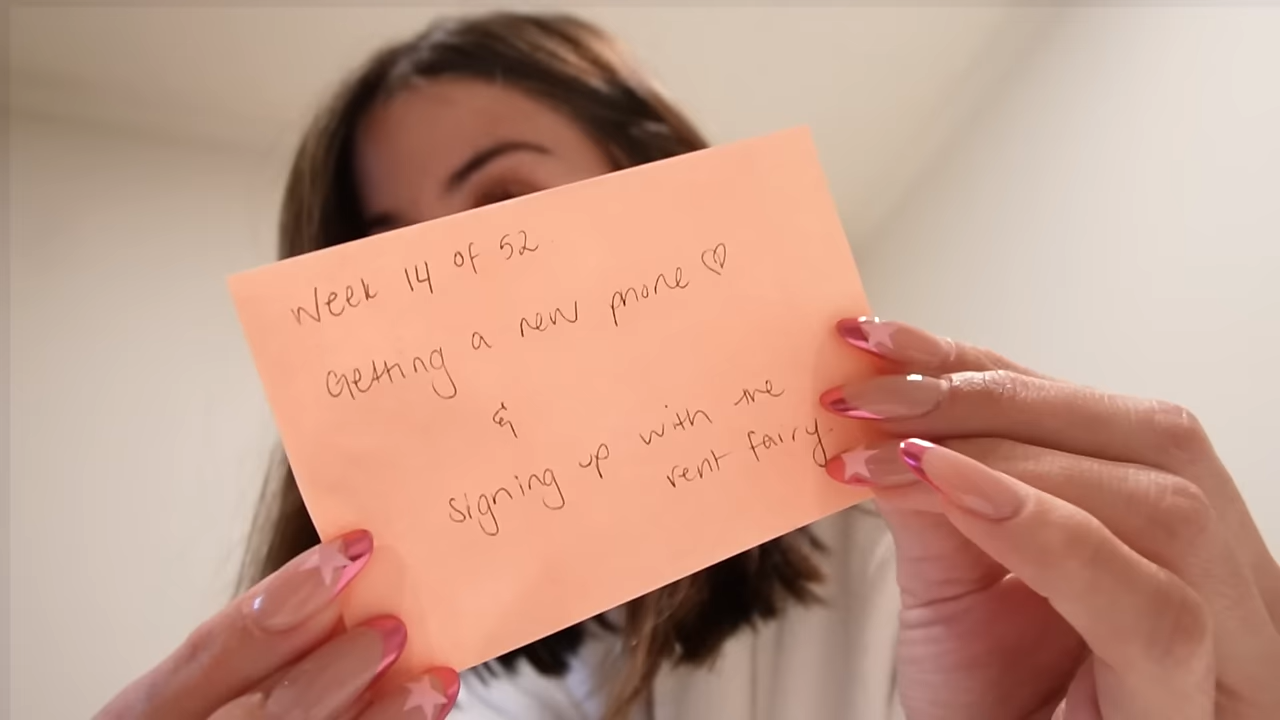 Week 14 of 52
Getting a new phone ♡
&
signing up with the
rent fairy.